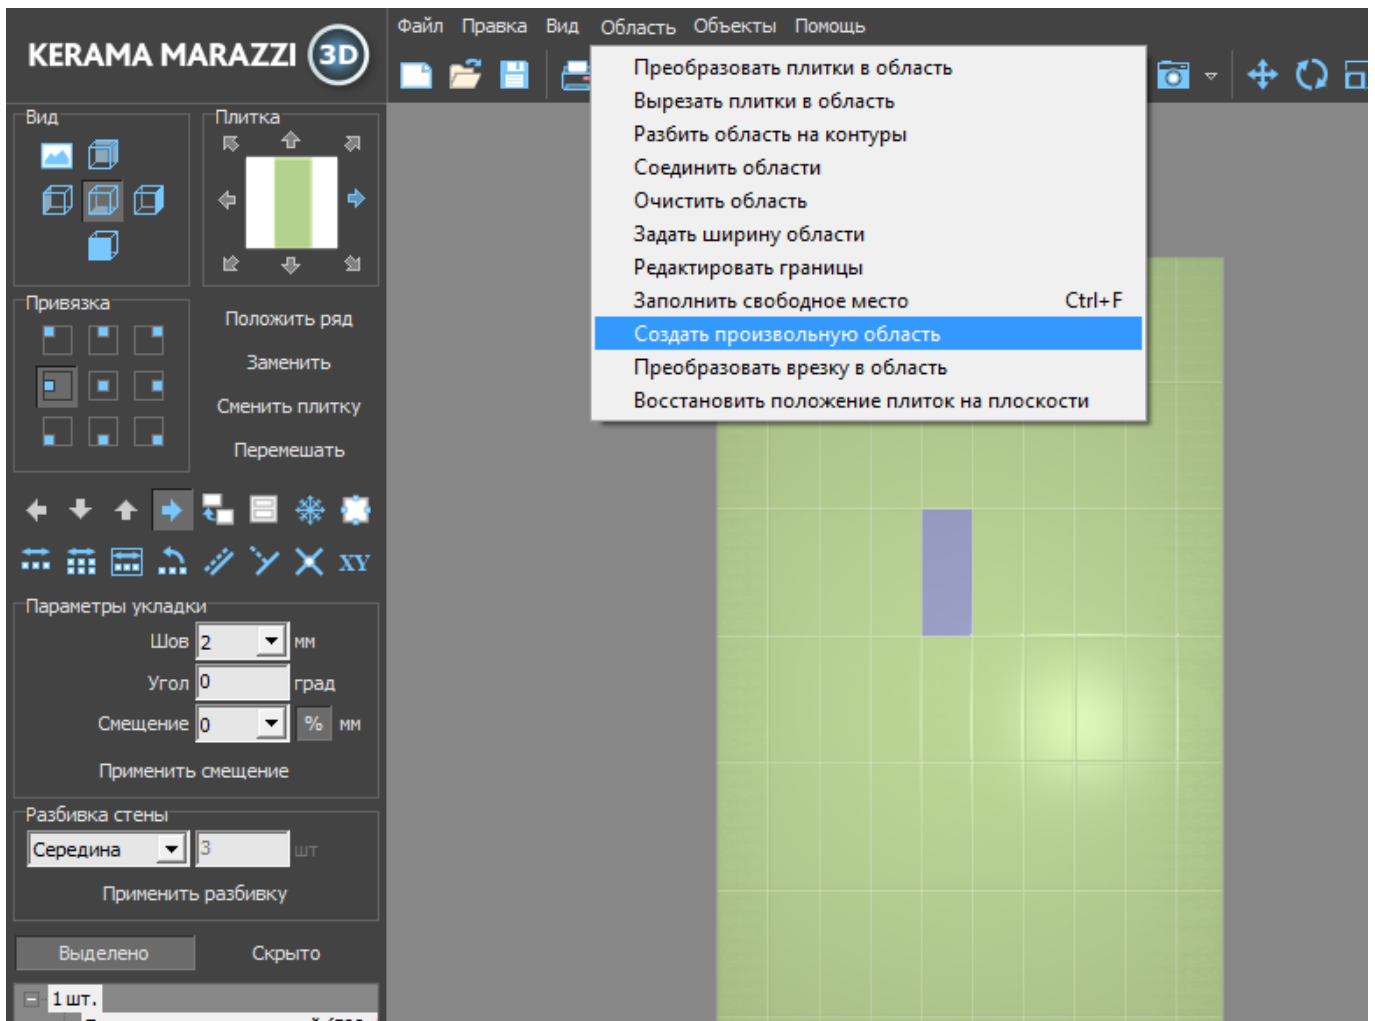 KERAMA MARAZZI 3D
Файл Правка Вид Область Объекты Помощь
Преобразовать плитки в область
Вырезать плитки в область
Разбить область на контуры
Соединить области
Очистить область
Задать ширину области
Редактировать границы
Заполнить свободное место Ctrl+F
Создать произвольную область
Преобразовать врезку в область
Восстановить положение плиток на плоскости
Вид
Плитка
Привязка
Положить ряд
Заменить
Сменить плитку
Перемешать
XY
Параметры укладки
Шов 2 мм
Угол 0 град
Смещение 0 % мм
Применить смещение
Разбивка стены
Середина 3 шт
Применить разбивку
Выделено Скрыто
1 шт.